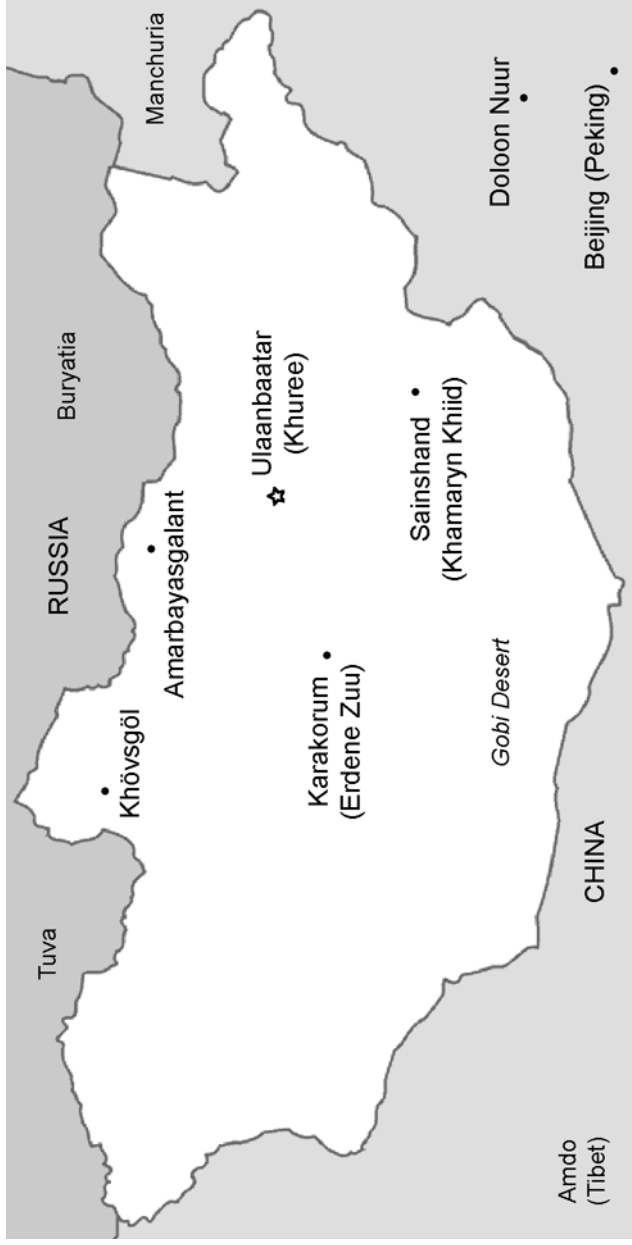 RUSSIA
Tuva
Buryatia
Manchuria
Khövsgöl
Amarbayasgalant
Ulaanbaatar
(Khuree)
Karakorum
(Erdene Zuu)
Sainshand
(Khamaryn Khiid)
Gobi Desert
Doloon Nuur
Beijing (Peking)
CHINA
Amdo
(Tibet)